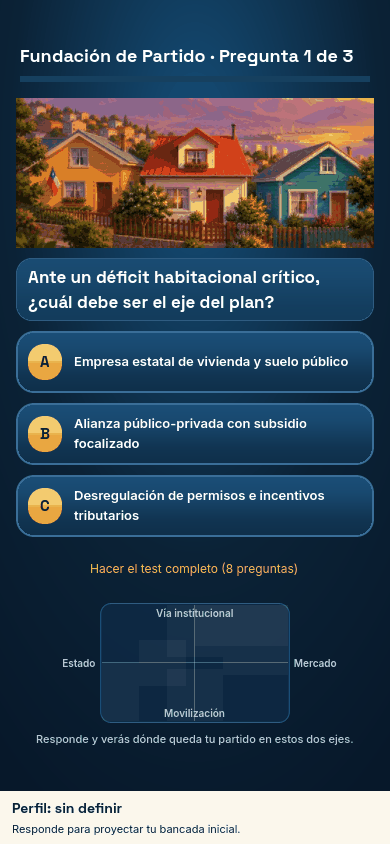 Fundación de Partido · Pregunta 1 de 3
Ante un déficit habitacional crítico,
¿cuál debe ser el eje del plan?
A
Empresa estatal de vivienda y suelo público
B
Alianza público-privada con subsidio
focalizado
C
Desregulación de permisos e incentivos
tributarios
Hacer el test completo (8 preguntas)
Vía institucional
Estado
Mercado
Movilización
Responde y verás dónde queda tu partido en estos dos ejes.
Perfil: sin definir
Responde para proyectar tu bancada inicial.